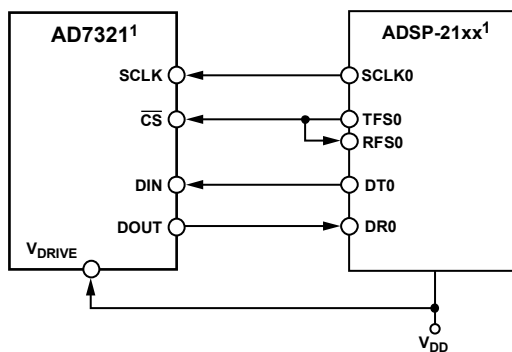 AD7321¹
ADSP-21xx¹
SCLK
SCLK0
CS
TFS0
RFS0
DIN
DT0
DOUT
DR0
VDRIVE
VDD